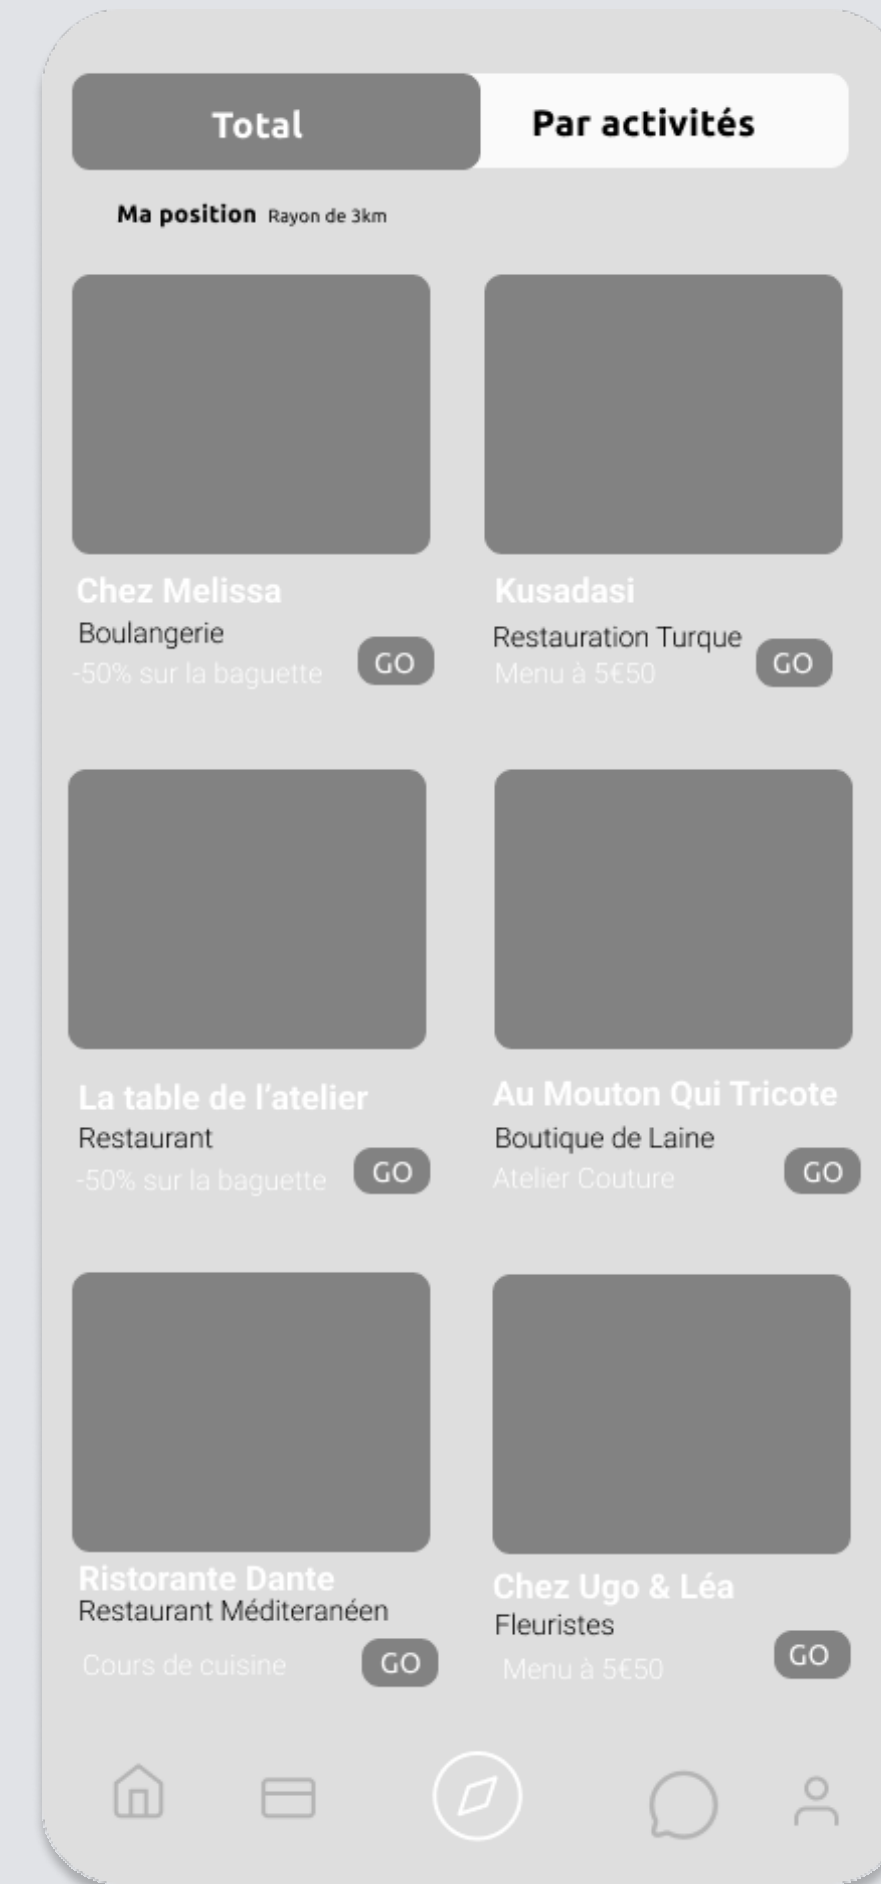 Total
Par activités
Ma position Rayon de 3km
Chez Melissa
Boulangerie
-50% sur la baguette
GO
Kusadasi
Restauration Turque
Menu à 5€50
GO
La table de l’atelier
Restaurant
-50% sur la baguette
GO
Au Mouton Qui Tricote
Boutique de Laine
Atelier Couture
GO
Ristorante Dante
Restaurant Méditeranéen
Cours de cuisine
GO
Chez Ugo & Léa
Fleuristes
Menu à 5€50
GO